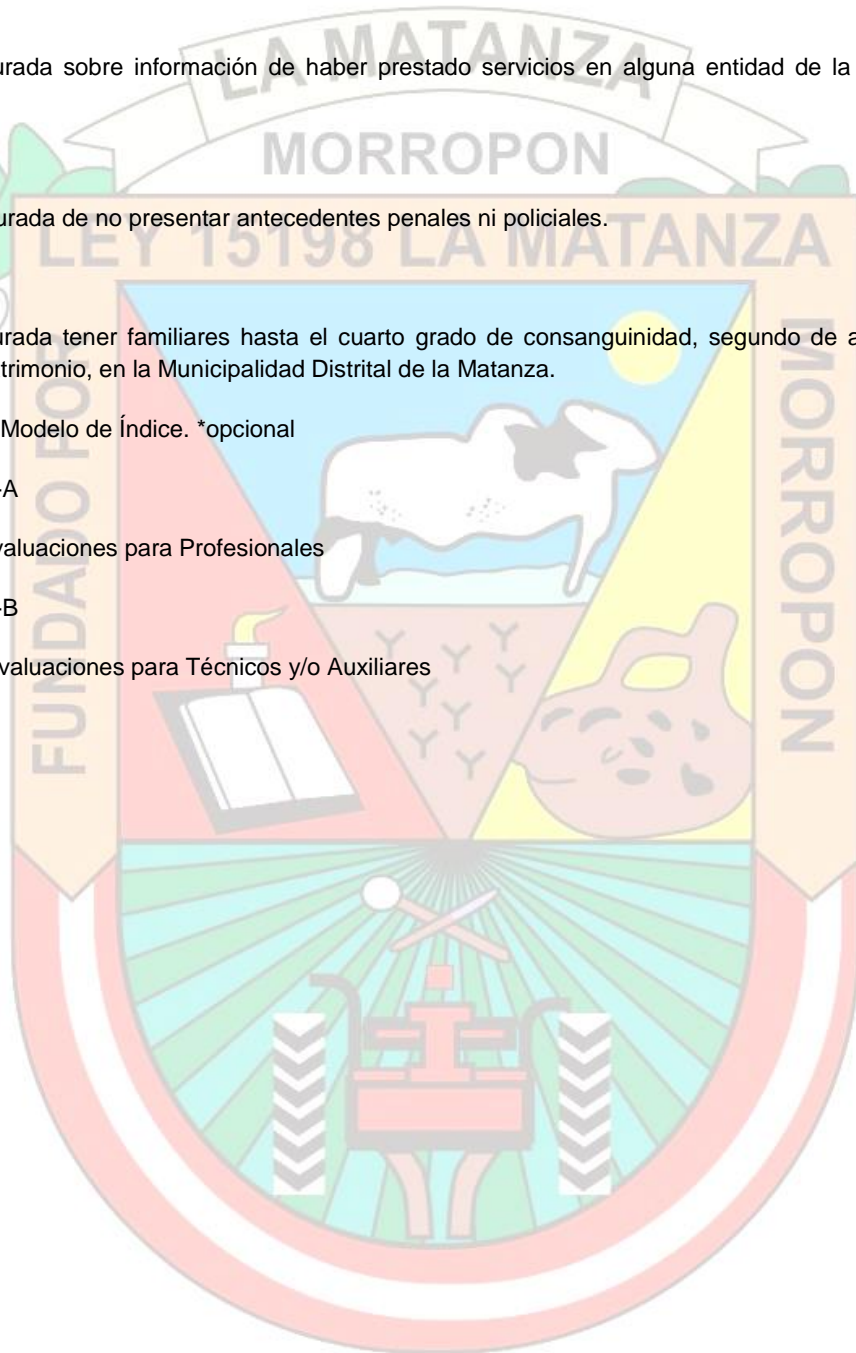 LA MATANZA
urada sobre información de haber prestado servicios en alguna entidad de la
MORROPON
urada de no presentar antecedentes penales ni policiales.
LEY 15198 LA MATANZA
FUNDADO POR
MORROPON
urada tener familiares hasta el cuarto grado de consanguinidad, segundo de a
trimonio, en la Municipalidad Distrital de la Matanza.
Modelo de Índice. *opcional
-A
valuaciones para Profesionales
-B
valuaciones para Técnicos y/o Auxiliares